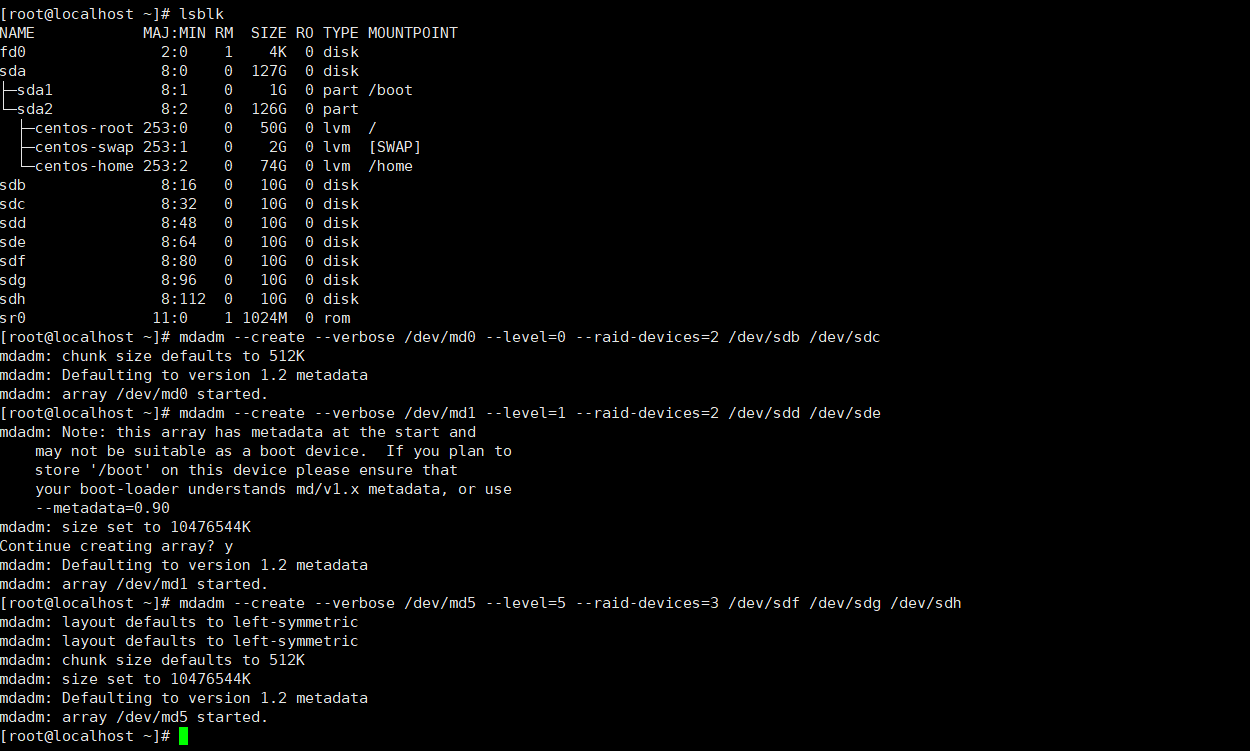 [root@localhost ~]# lsblk
NAME            MAJ:MIN RM  SIZE RO TYPE MOUNTPOINT
fd0               2:0    1    4K  0 disk
sda               8:0    0  127G  0 disk
├─sda1            8:1    0    1G  0 part /boot
└─sda2            8:2    0  126G  0 part
  ├─centos-root 253:0    0   50G  0 lvm  /
  ├─centos-swap 253:1    0    2G  0 lvm  [SWAP]
  └─centos-home 253:2    0   74G  0 lvm  /home
sdb               8:16   0   10G  0 disk
sdc               8:32   0   10G  0 disk
sdd               8:48   0   10G  0 disk
sde               8:64   0   10G  0 disk
sdf               8:80   0   10G  0 disk
sdg               8:96   0   10G  0 disk
sdh               8:112  0   10G  0 disk
sr0              11:0    1 1024M  0 rom
[root@localhost ~]# mdadm --create --verbose /dev/md0 --level=0 --raid-devices=2 /dev/sdb /dev/sdc
mdadm: chunk size defaults to 512K
mdadm: Defaulting to version 1.2 metadata
mdadm: array /dev/md0 started.
[root@localhost ~]# mdadm --create --verbose /dev/md1 --level=1 --raid-devices=2 /dev/sdd /dev/sde
mdadm: Note: this array has metadata at the start and
    may not be suitable as a boot device.  If you plan to
    store '/boot' on this device please ensure that
    your boot-loader understands md/v1.x metadata, or use
    --metadata=0.90
mdadm: size set to 10476544K
Continue creating array? y
mdadm: Defaulting to version 1.2 metadata
mdadm: array /dev/md1 started.
[root@localhost ~]# mdadm --create --verbose /dev/md5 --level=5 --raid-devices=3 /dev/sdf /dev/sdg /dev/sdh
mdadm: layout defaults to left-symmetric
mdadm: layout defaults to left-symmetric
mdadm: chunk size defaults to 512K
mdadm: size set to 10476544K
mdadm: Defaulting to version 1.2 metadata
mdadm: array /dev/md5 started.
[root@localhost ~]#